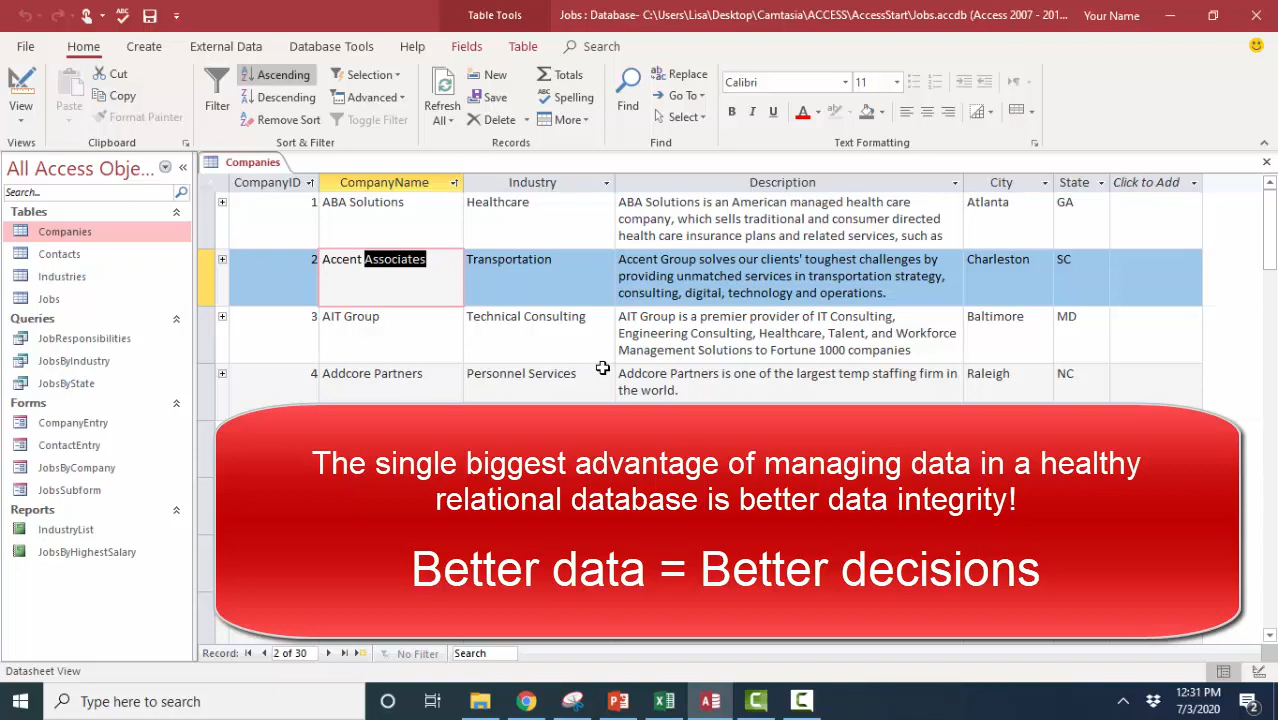 Table Tools
Jobs : Database- C:\Users\Lisa\Desktop\Camtasia\ACCESS\AccessStart\Jobs.accdb (Access 2007 - 201...
Your Name
File Home Create External Data Database Tools Help Fields Table Search
View
Views
Paste
Cut
Copy
Format Painter
Clipboard
Filter
Ascending
Descending
Remove Sort
Selection
Advanced
Toggle Filter
Sort & Filter
Refresh
All
New
Save
Delete
Totals
Spelling
More
Records
Find
Replace
Go To
Select
Find
Calibri 11
B I U A
Text Formatting
All Access Obje...
Search...
Tables
Companies
Contacts
Industries
Jobs
Queries
JobResponsibilities
JobsByIndustry
JobsByState
Forms
CompanyEntry
ContactEntry
JobsByCompany
JobsSubform
Reports
IndustryList
JobsByHighestSalary
Companies
CompanyID CompanyName Industry Description City State Click to Add
1 ABA Solutions Healthcare ABA Solutions is an American managed health care Atlanta GA
company, which sells traditional and consumer directed
health care insurance plans and related services, such as
2 Accent Associates Transportation Accent Group solves our clients' toughest challenges by Charleston SC
providing unmatched services in transportation strategy,
consulting, digital, technology and operations.
3 AIT Group Technical Consulting AIT Group is a premier provider of IT Consulting, Baltimore MD
Engineering Consulting, Healthcare, Talent, and Workforce
Management Solutions to Fortune 1000 companies
4 Addcore Partners Personnel Services Addcore Partners is one of the largest temp staffing firm in Raleigh NC
the world.
The single biggest advantage of managing data in a healthy
relational database is better data integrity!
Better data = Better decisions
Record: 2 of 30 No Filter Search
Datasheet View
Type here to search
12:31 PM
7/3/2020
2